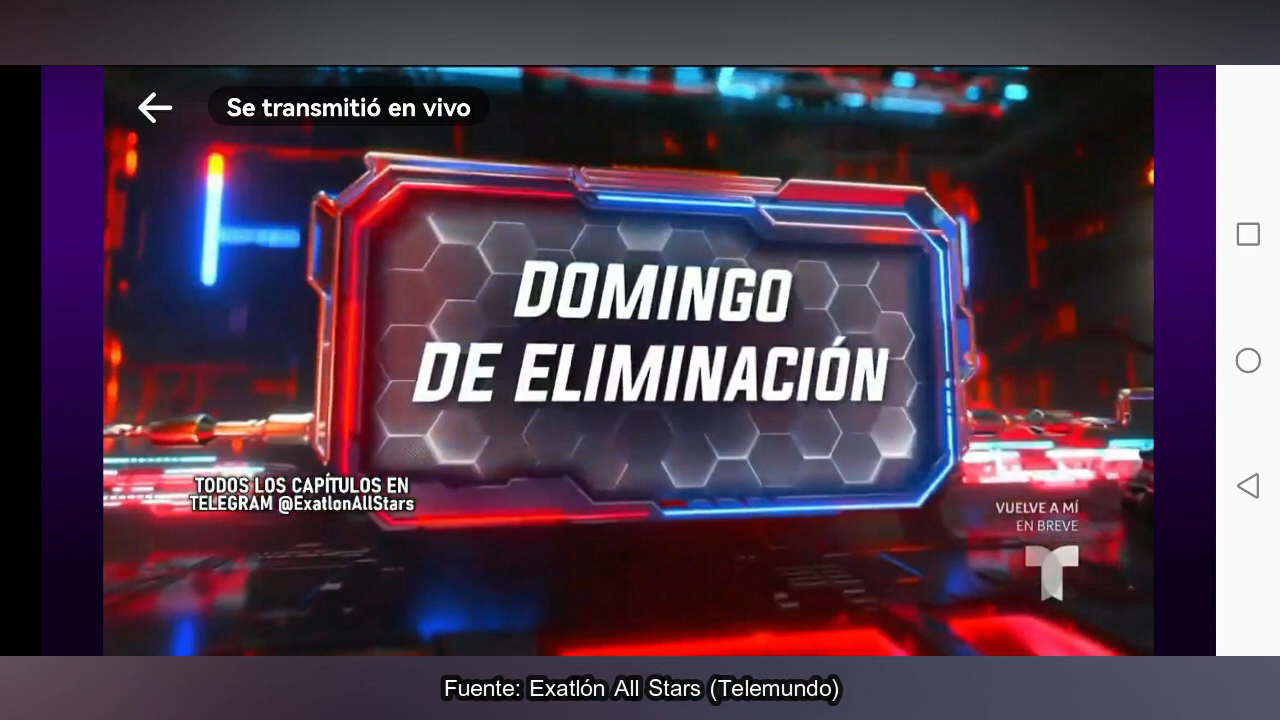 Se transmitió en vivo
DOMINGO
DE ELIMINACIÓN
TODOS LOS CAPÍTULOS EN
TELEGRAM @ExatlonAllStars
VUELVE A MÍ
EN BREVE
Fuente: Exatlón All Stars (Telemundo)